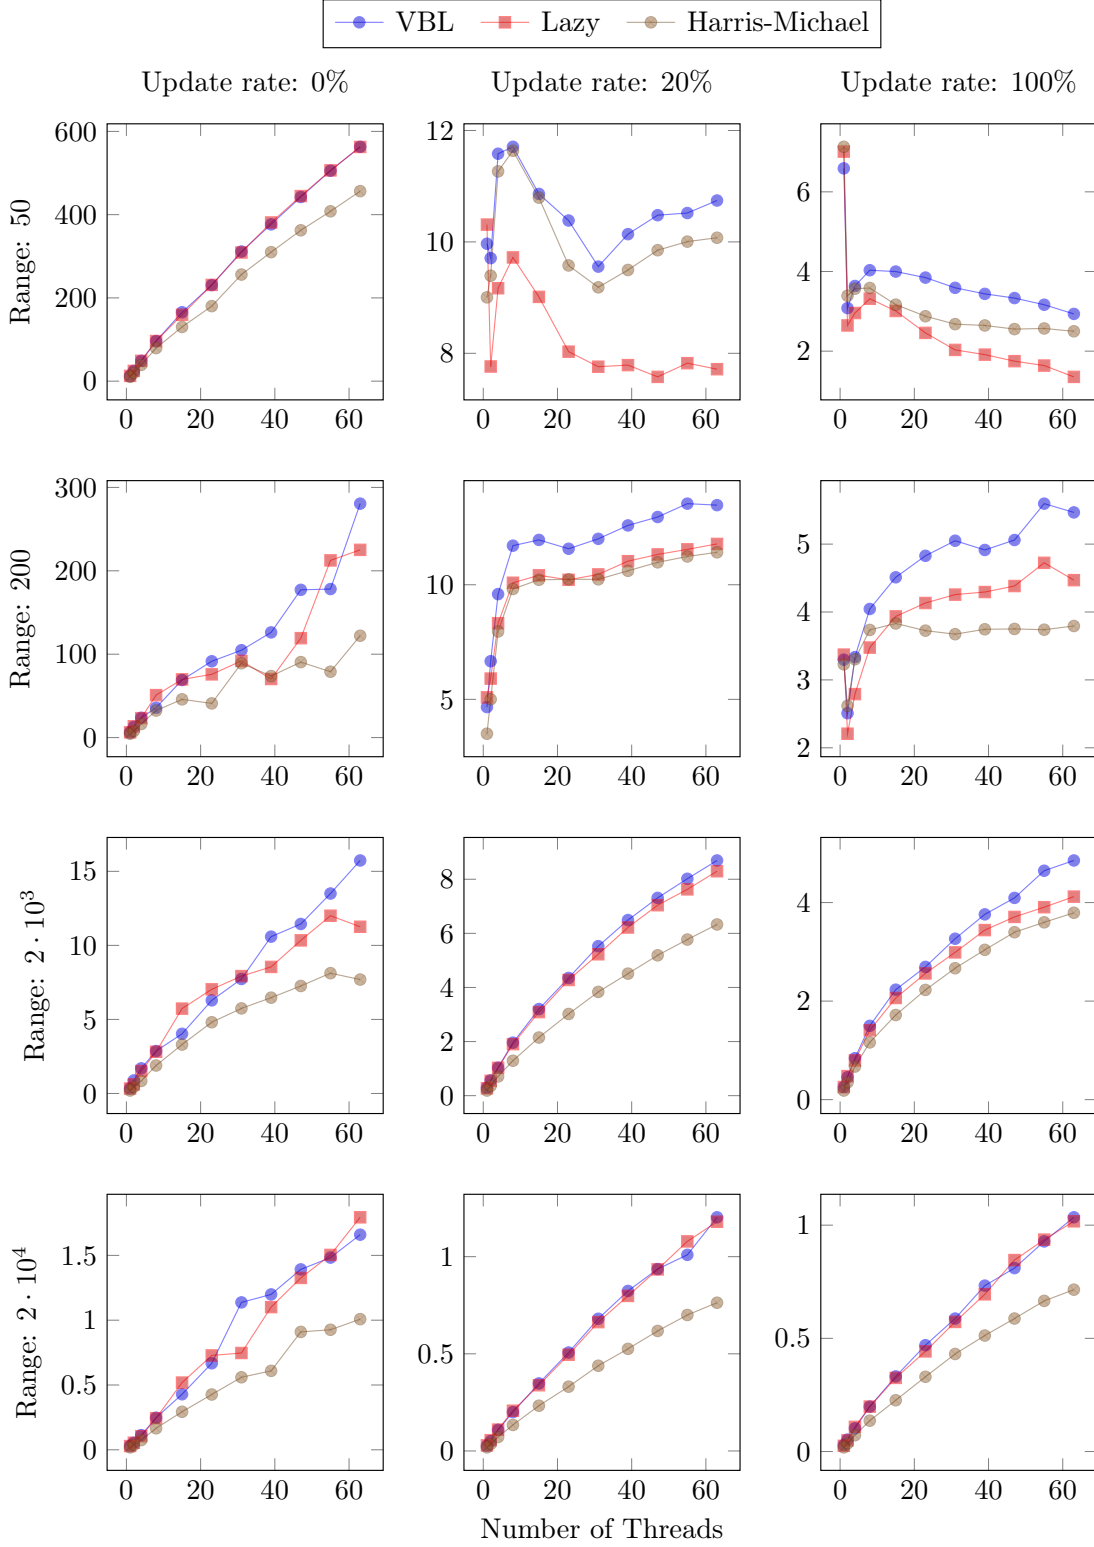 VBL Lazy Harris-Michael
Update rate: 0% Update rate: 20% Update rate: 100%
Range: 50
600
400
200
0
0 20 40 60
12
10
8
0 20 40 60
6
4
2
0 20 40 60
Range: 200
300
200
100
0
0 20 40 60
10
5
0 20 40 60
5
4
3
2
0 20 40 60
Range: 2 · 10³
15
10
5
0
0 20 40 60
8
6
4
2
0
0 20 40 60
4
2
0
0 20 40 60
Range: 2 · 10⁴
1.5
1
0.5
0
0 20 40 60
1
0.5
0
0 20 40 60
1
0.5
0
0 20 40 60
Number of Threads